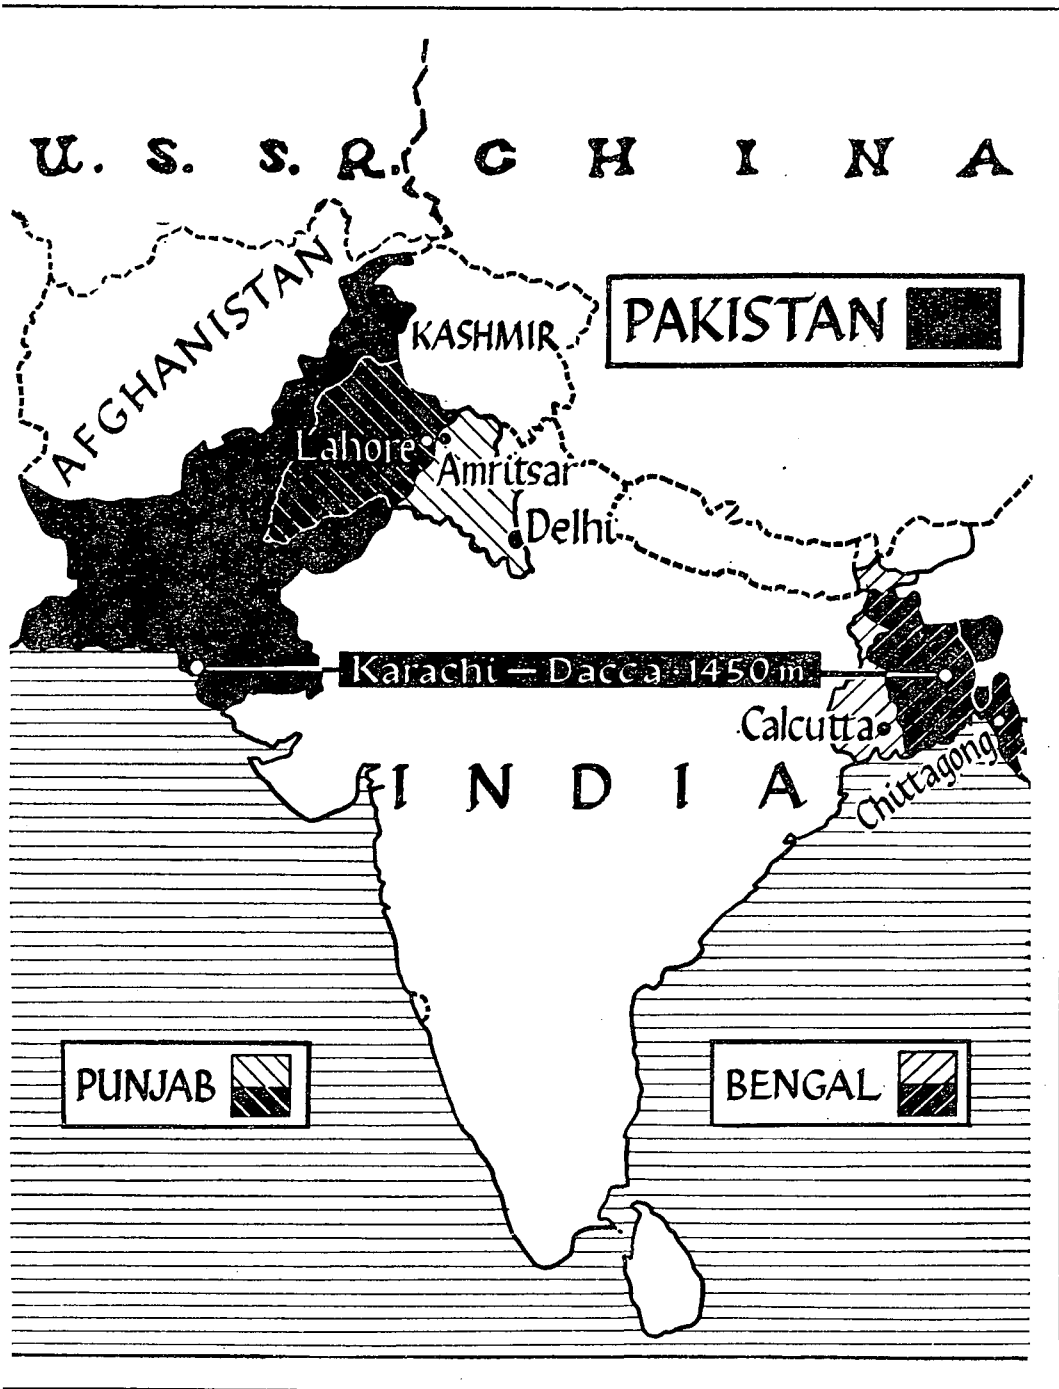 U. S. S. R. C H I N A
AFGHANISTAN
PAKISTAN
KASHMIR
Lahore
Amritsar
Delhi
Karachi — Dacca 1450 m
Calcutta
Chittagong
I N D I A
PUNJAB
BENGAL